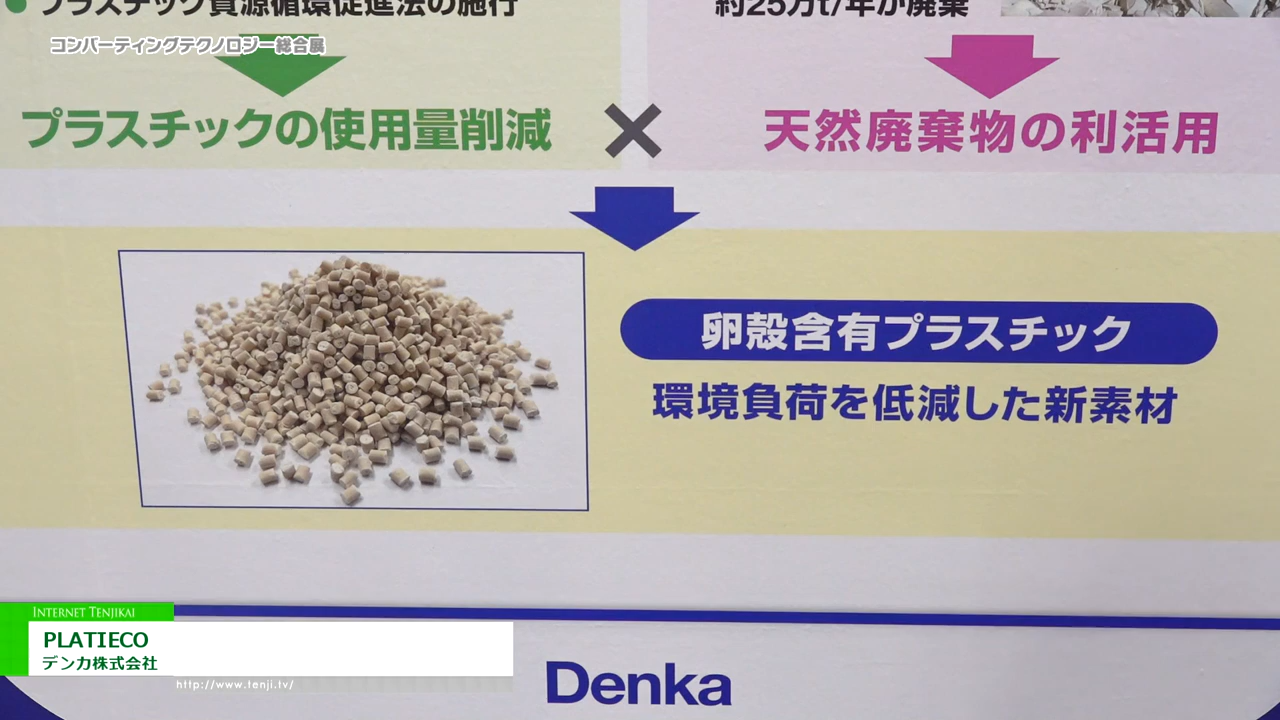 プラスチック資源循環促進法の施行
約25万t/年が廃棄
コンバーティングテクノロジー総合展
プラスチックの使用量削減
×
天然廃棄物の利活用
卵殻含有プラスチック
環境負荷を低減した新素材
INTERNET TENJIKAI
PLATIECO
デンカ株式会社
http://www.tenji.tv/
Denka